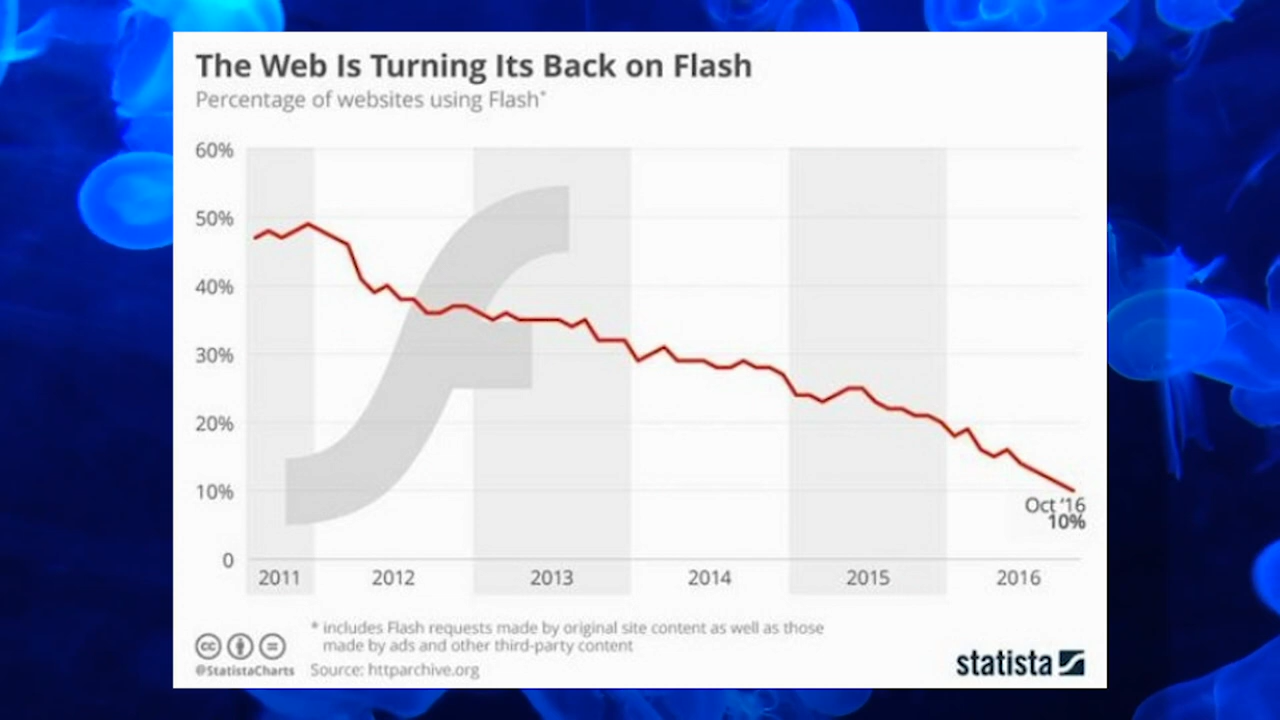 The Web Is Turning Its Back on Flash
Percentage of websites using Flash*
60%
50%
40%
30%
20%
10%
0
Oct '16
10%
2011 2012 2013 2014 2015 2016
* includes Flash requests made by original site content as well as those
made by ads and other third-party content
@StatistaCharts Source: httparchive.org
cc
statista